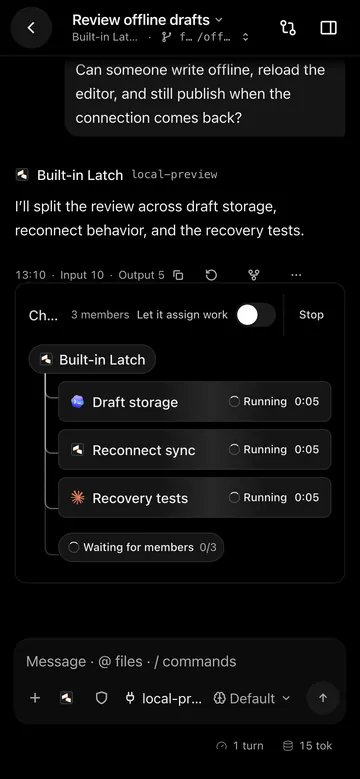 Review offline drafts
Built-in Lat... · f... /off...
Can someone write offline, reload the
editor, and still publish when the
connection comes back?
Built-in Latch local-preview
I'll split the review across draft storage,
reconnect behavior, and the recovery tests.
13:10 · Input 10 · Output 5
Ch... 3 members Let it assign work Stop
Built-in Latch
Draft storage Running 0:05
Reconnect sync Running 0:05
Recovery tests Running 0:05
Waiting for members 0/3
Message · @ files · / commands
local-pr... Default
1 turn 15 tok